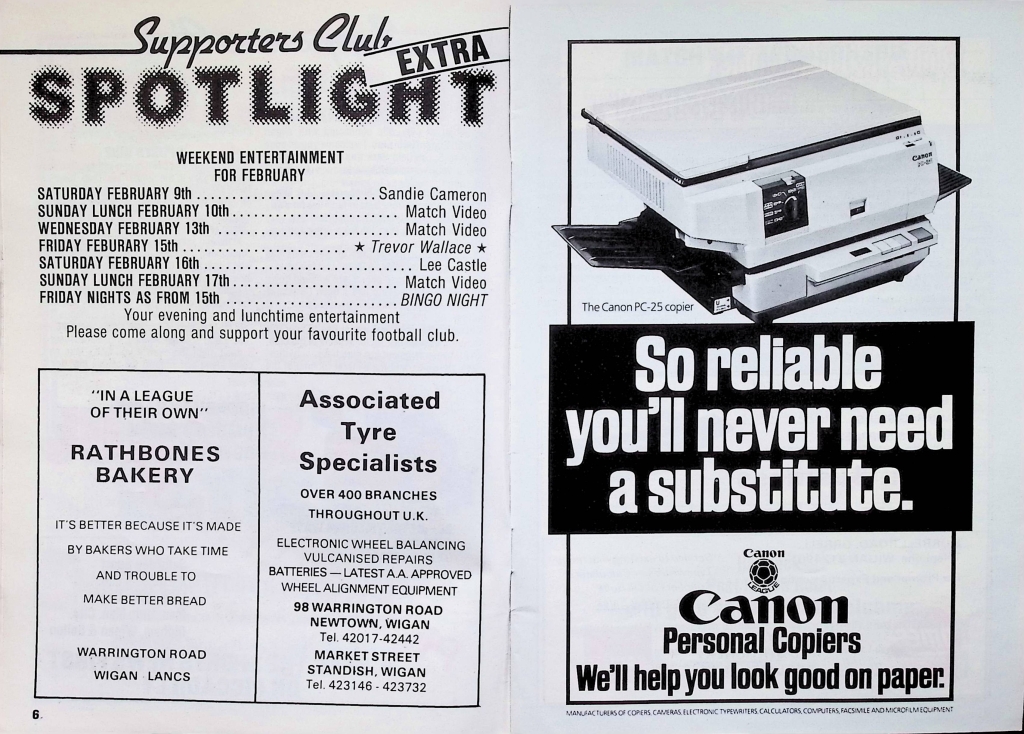 Supporters Club
EXTRA
SPOTLIGHT
WEEKEND ENTERTAINMENT
FOR FEBRUARY
SATURDAY FEBRUARY 9th ........................ Sandie Cameron
SUNDAY LUNCH FEBRUARY 10th ....................... Match Video
WEDNESDAY FEBRUARY 13th ........................ Match Video
FRIDAY FEBURARY 15th ...................... ★ Trevor Wallace ★
SATURDAY FEBRUARY 16th ............................ Lee Castle
SUNDAY LUNCH FEBRUARY 17th ....................... Match Video
FRIDAY NIGHTS AS FROM 15th ....................... BINGO NIGHT
Your evening and lunchtime entertainment
Please come along and support your favourite football club.
"IN A LEAGUE
OF THEIR OWN"
RATHBONES
BAKERY
IT'S BETTER BECAUSE IT'S MADE
BY BAKERS WHO TAKE TIME
AND TROUBLE TO
MAKE BETTER BREAD
WARRINGTON ROAD
WIGAN LANCS
Associated
Tyre
Specialists
OVER 400 BRANCHES
THROUGHOUT U.K.
ELECTRONIC WHEEL BALANCING
VULCANISED REPAIRS
BATTERIES — LATEST A.A. APPROVED
WHEEL ALIGNMENT EQUIPMENT
98 WARRINGTON ROAD
NEWTOWN, WIGAN
Tel. 42017-42442
MARKET STREET
STANDISH, WIGAN
Tel. 423146 - 423732
6
Canon
The Canon PC-25 copier
So reliable
you'll never need
a substitute.
Canon
LEAGUE
Canon
Personal Copiers
We'll help you look good on paper.
MANUFACTURERS OF COPIERS, CAMERAS, ELECTRONIC TYPEWRITERS, CALCULATORS, COMPUTERS, FACSIMILE AND MICROFILM EQUIPMENT